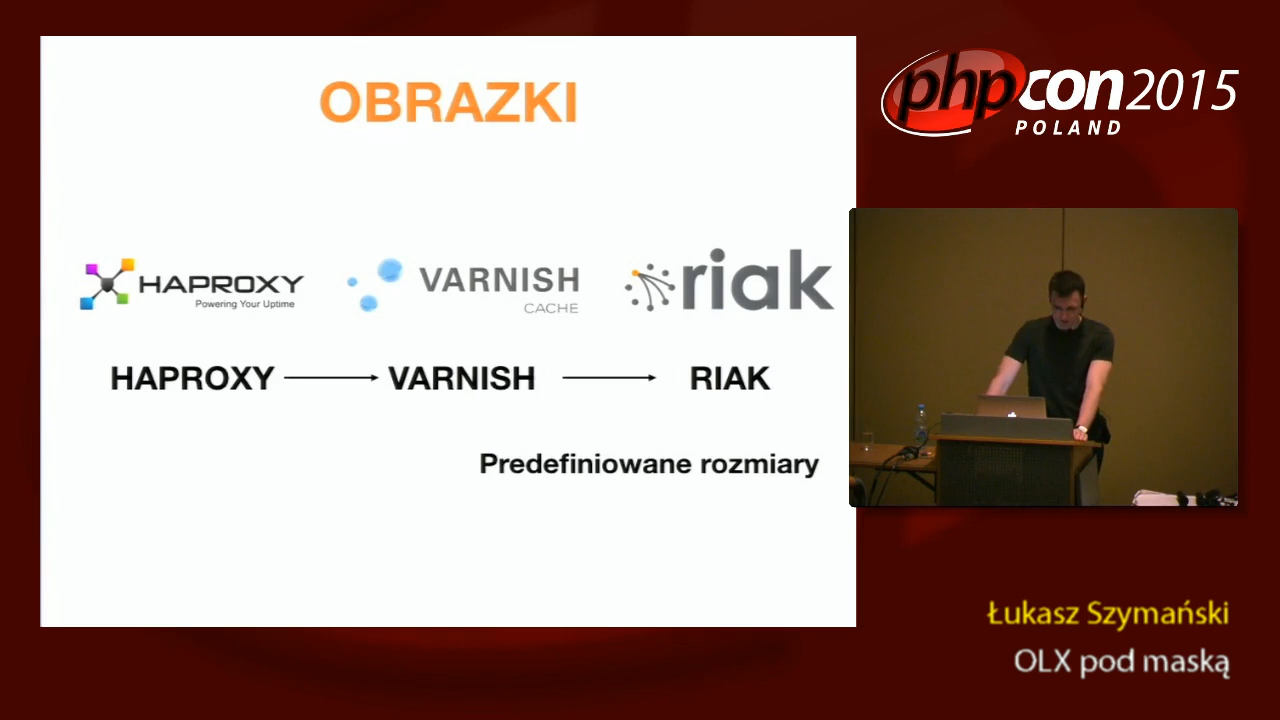 OBRAZKI
HAPROXY
Powering Your Uptime
VARNISH
CACHE
riak
HAPROXY
VARNISH
RIAK
Predefiniowane rozmiary
phpcon2015
POLAND
Łukasz Szymański
OLX pod maską